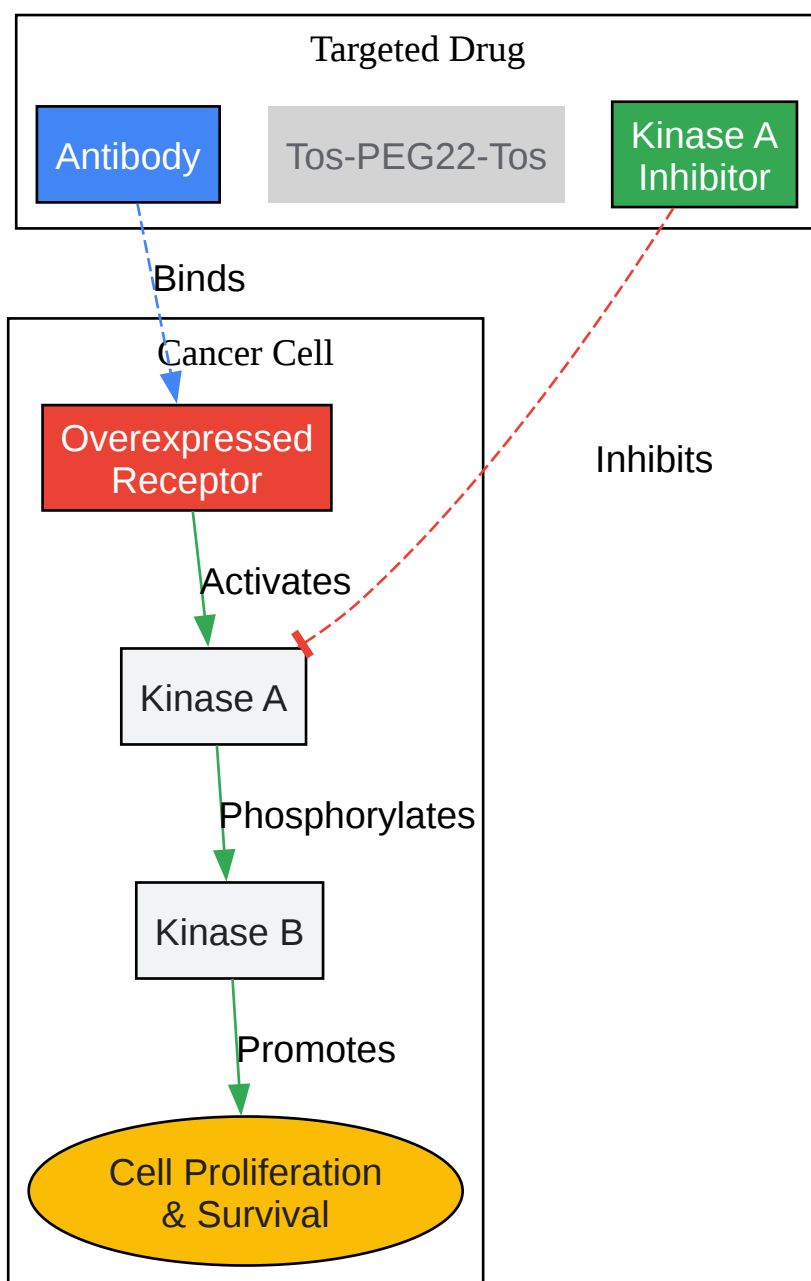 Targeted Drug
Antibody
Tos-PEG22-Tos
Kinase A
Inhibitor
Binds
Cancer Cell
Overexpressed
Receptor
Inhibits
Activates
Kinase A
Phosphorylates
Kinase B
Promotes
Cell Proliferation
& Survival